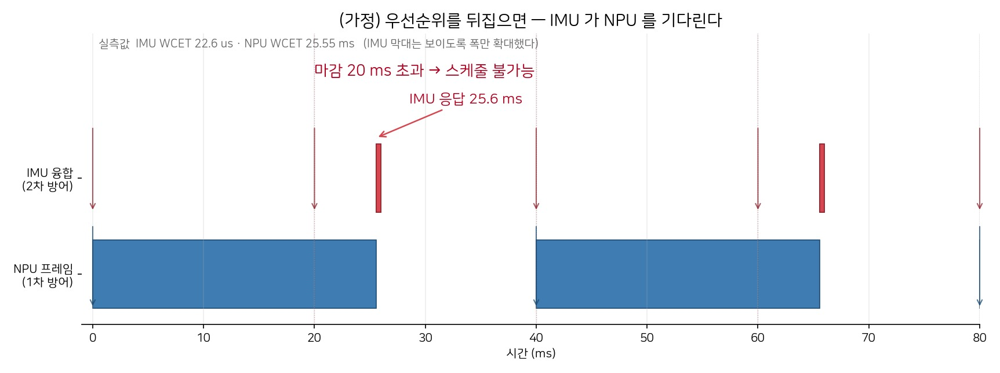 (가정) 우선순위를 뒤집으면 — IMU 가 NPU 를 기다린다
실측값  IMU WCET 22.6 us · NPU WCET 25.55 ms   (IMU 막대는 보이도록 폭만 확대했다)
마감 20 ms 초과 → 스케줄 불가능
IMU 응답 25.6 ms
IMU 융합
(2차 방어)
NPU 프레임
(1차 방어)
0 10 20 30 40 50 60 70 80
시간 (ms)